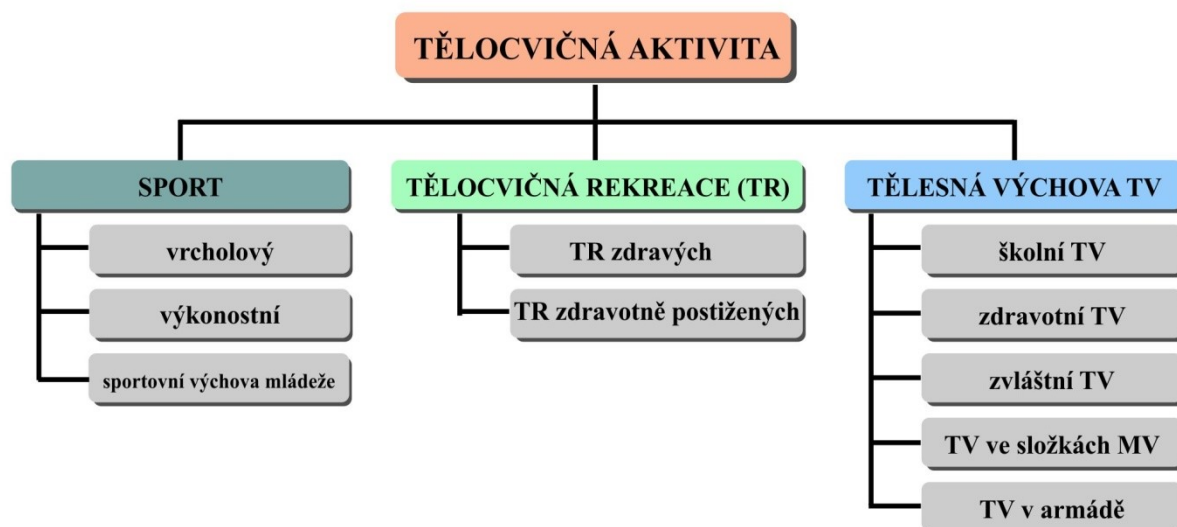 TĚLOCVIČNÁ AKTIVITA
SPORT
vrcholový
výkonostní
sportovní výchova mládeže
TĚLOCVIČNÁ REKREACE (TR)
TR zdravých
TR zdravotně postižených
TĚLESNÁ VÝCHOVA TV
školní TV
zdravotní TV
zvláštní TV
TV ve složkách MV
TV v armádě